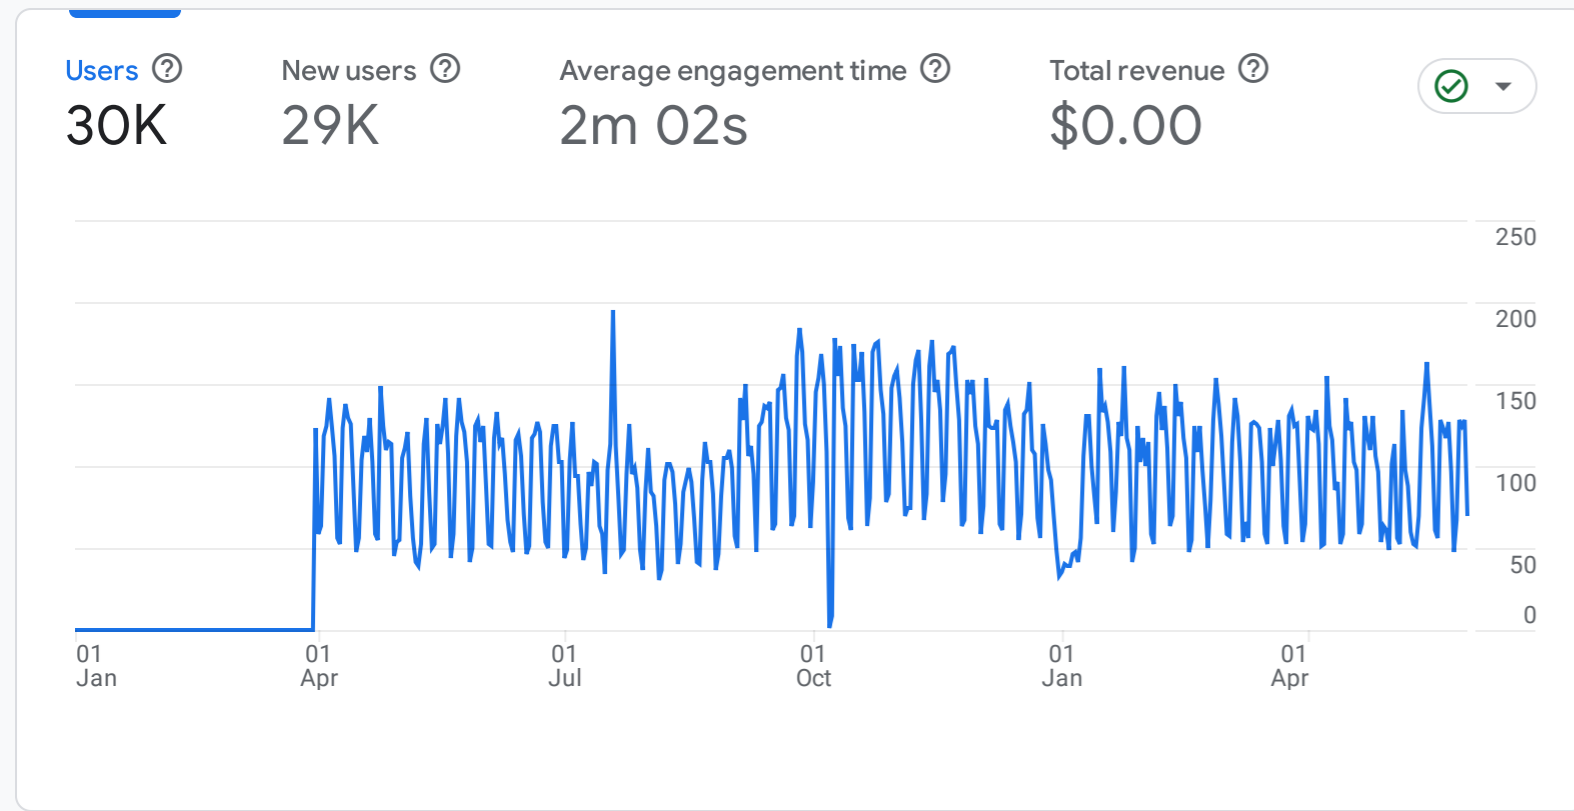 Users New users Average engagement time Total revenue
30K 29K 2m 02s $0.00
250
200
150
100
50
0
01 01 01 01 01 01
Jan Apr Jul Oct Jan Apr